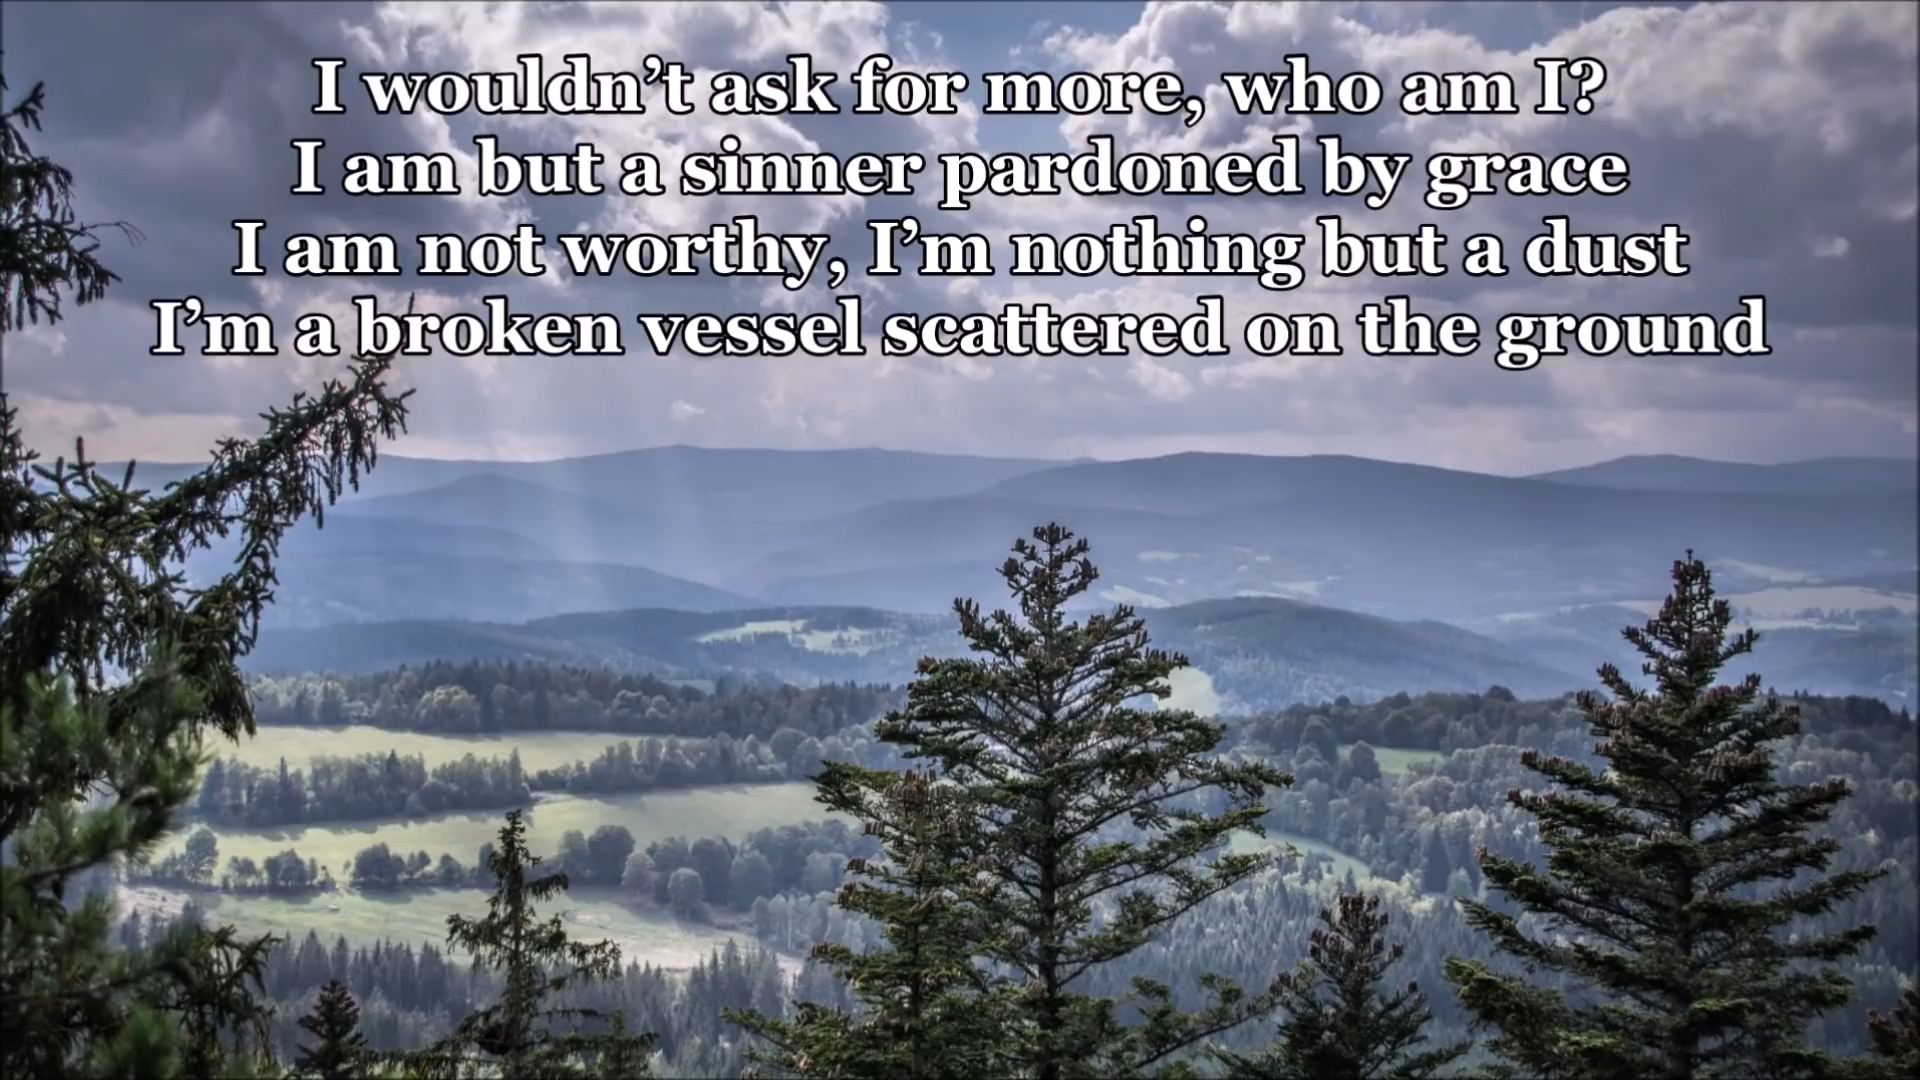 I wouldn’t ask for more, who am I?
I am but a sinner pardoned by grace
I am not worthy, I’m nothing but a dust
I’m a broken vessel scattered on the ground